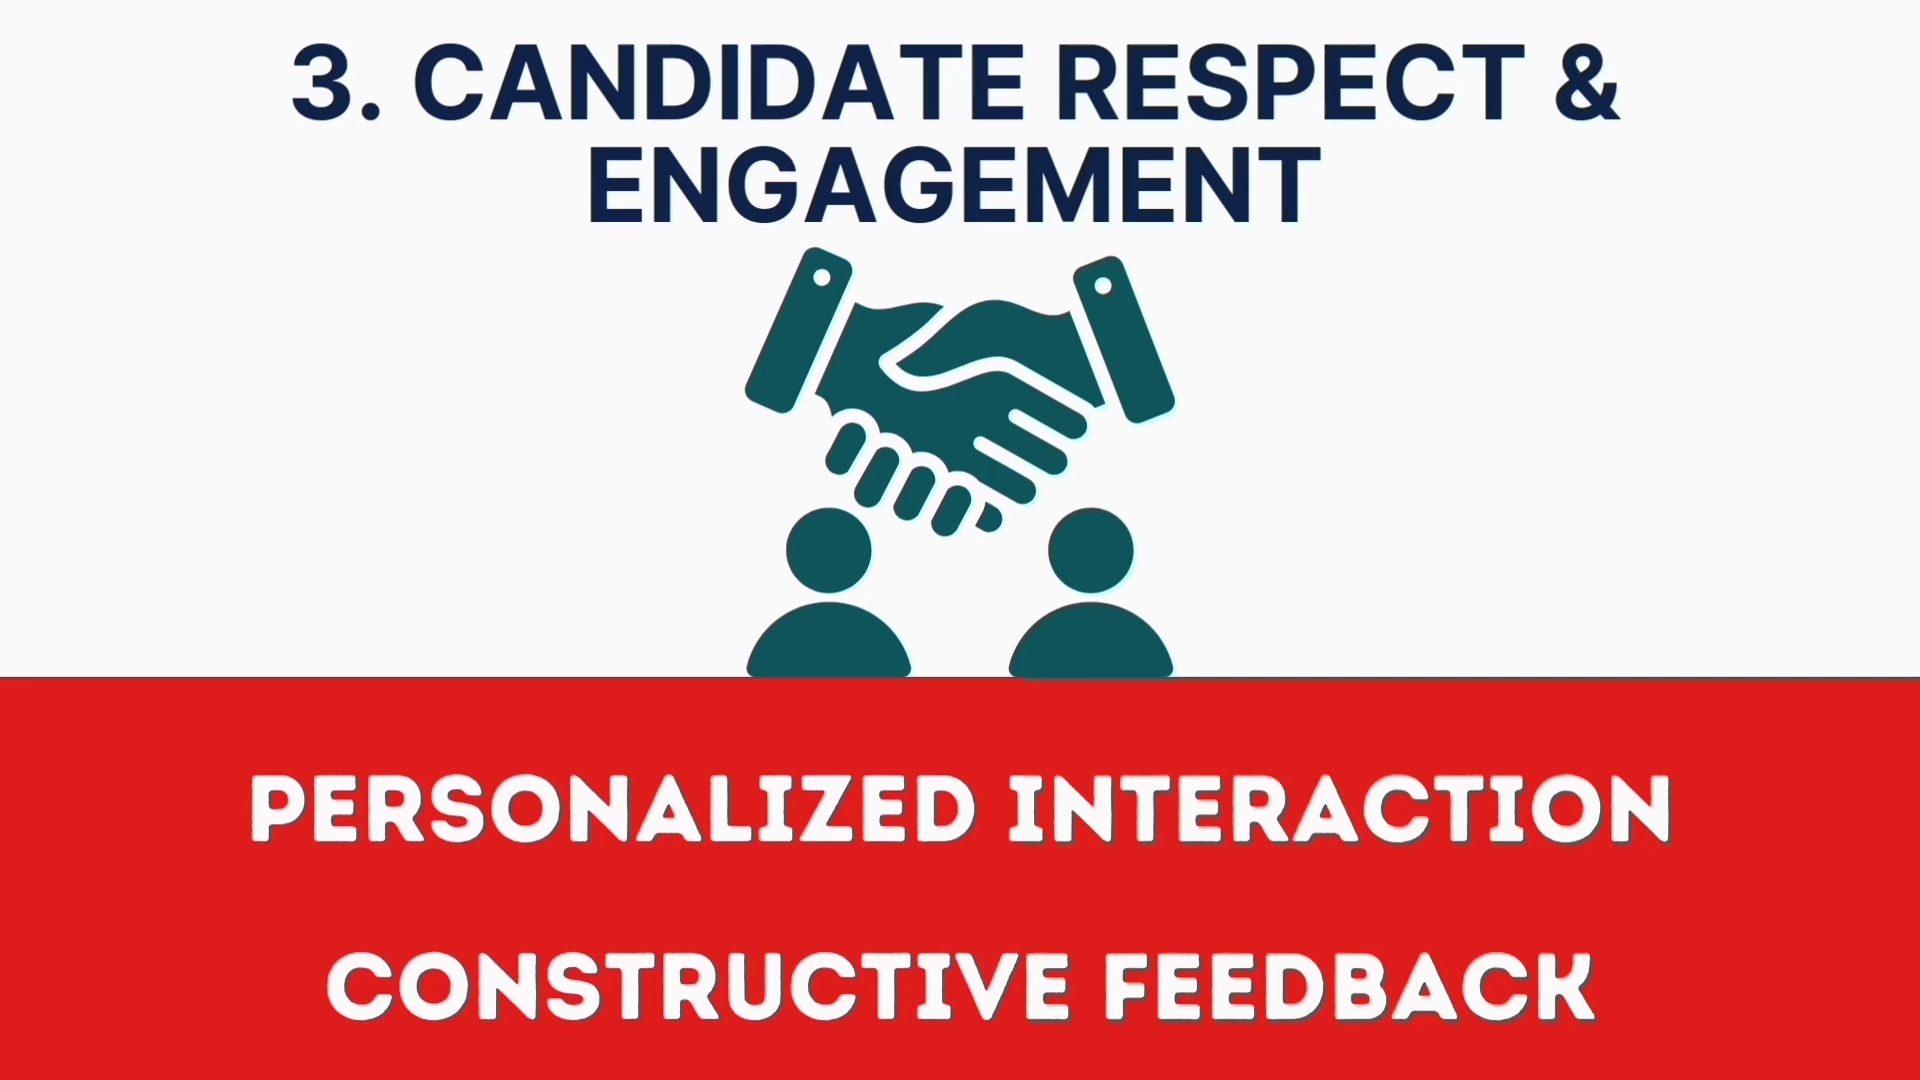 3. CANDIDATE RESPECT &
ENGAGEMENT
PERSONALIZED INTERACTION
CONSTRUCTIVE FEEDBACK